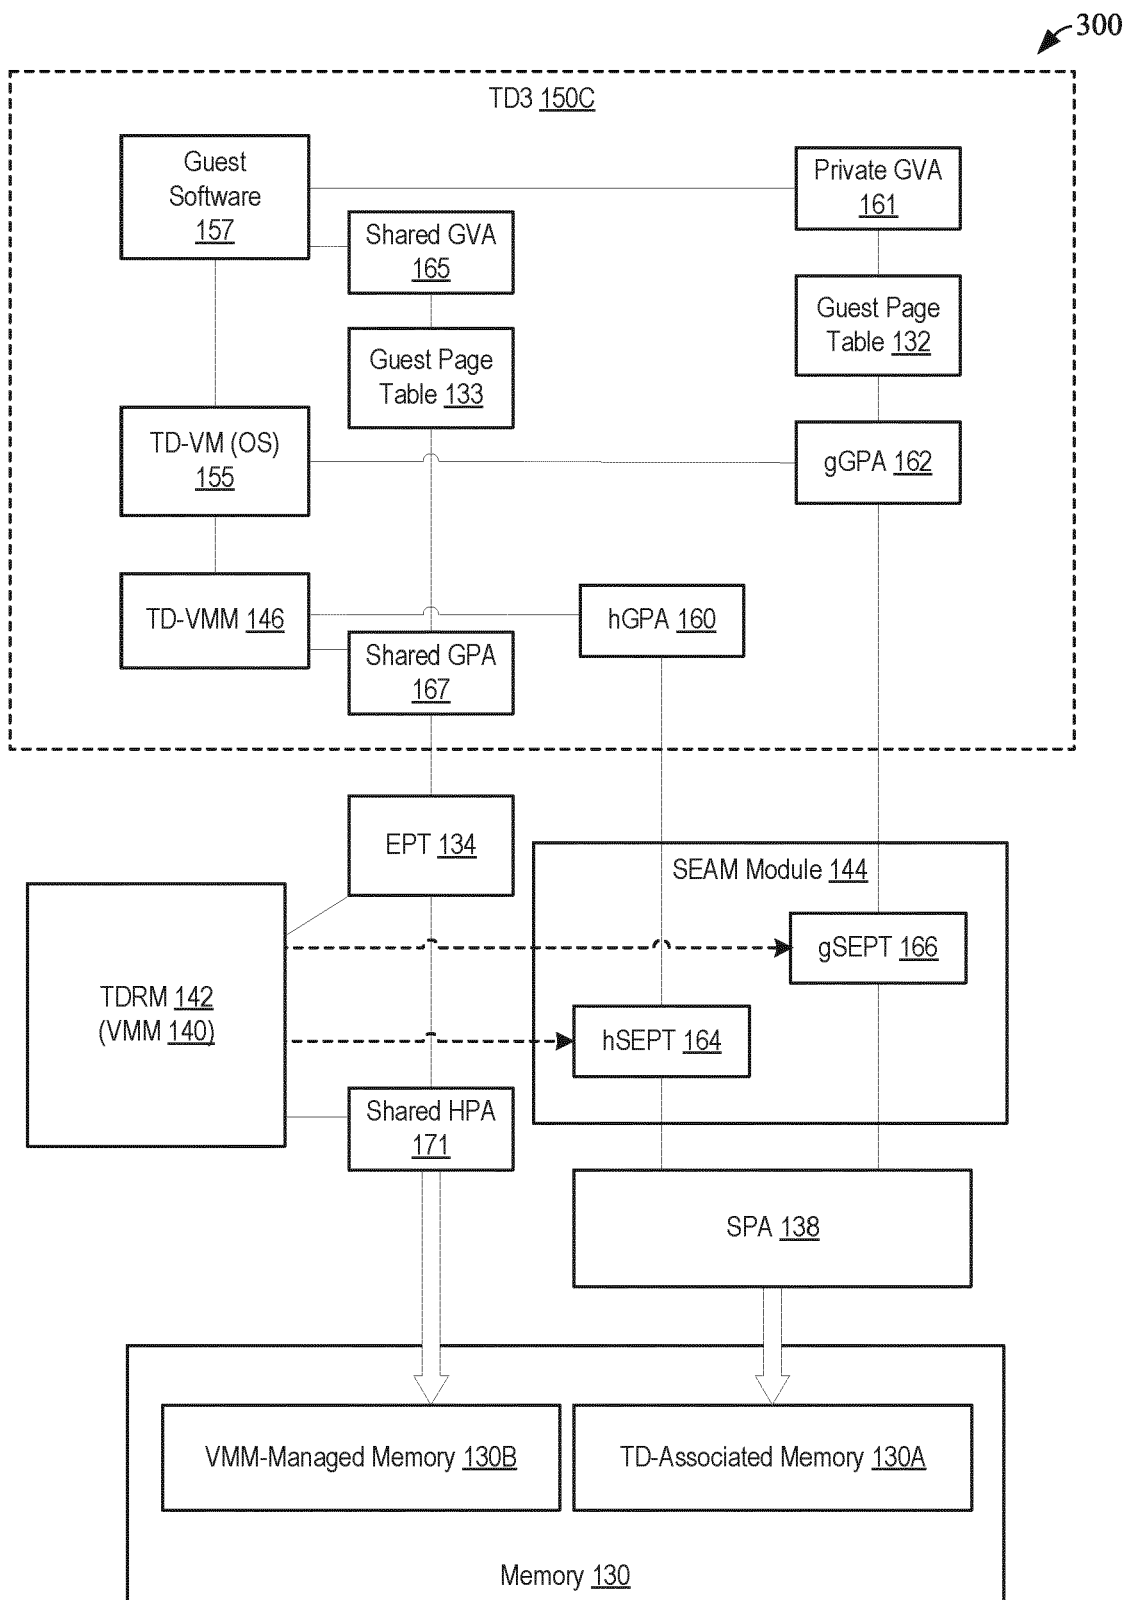 300
TD3 150C
Guest
Software
157
Private GVA
161
Shared GVA
165
Guest Page
Table 132
Guest Page
Table 133
TD-VM (OS)
155
gGPA 162
TD-VMM 146
hGPA 160
Shared GPA
167
EPT 134
SEAM Module 144
gSEPT 166
TDRM 142
(VMM 140)
hSEPT 164
Shared HPA
171
SPA 138
VMM-Managed Memory 130B
TD-Associated Memory 130A
Memory 130